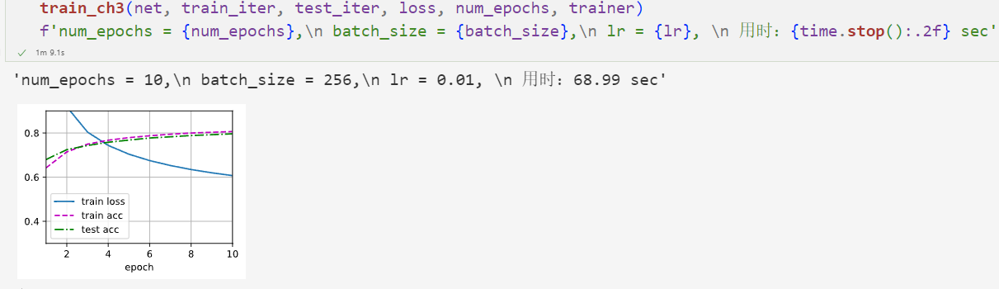 train_ch3(net, train_iter, test_iter, loss, num_epochs, trainer)
f'num_epochs = {num_epochs},\n batch_size = {batch_size},\n lr = {lr}, \n 用时：{time.stop():.2f} sec'
1m 9.1s
'num_epochs = 10,\n batch_size = 256,\n lr = 0.01, \n 用时：68.99 sec'
0.8
0.6
0.4
train loss
train acc
test acc
2 4 6 8 10
epoch